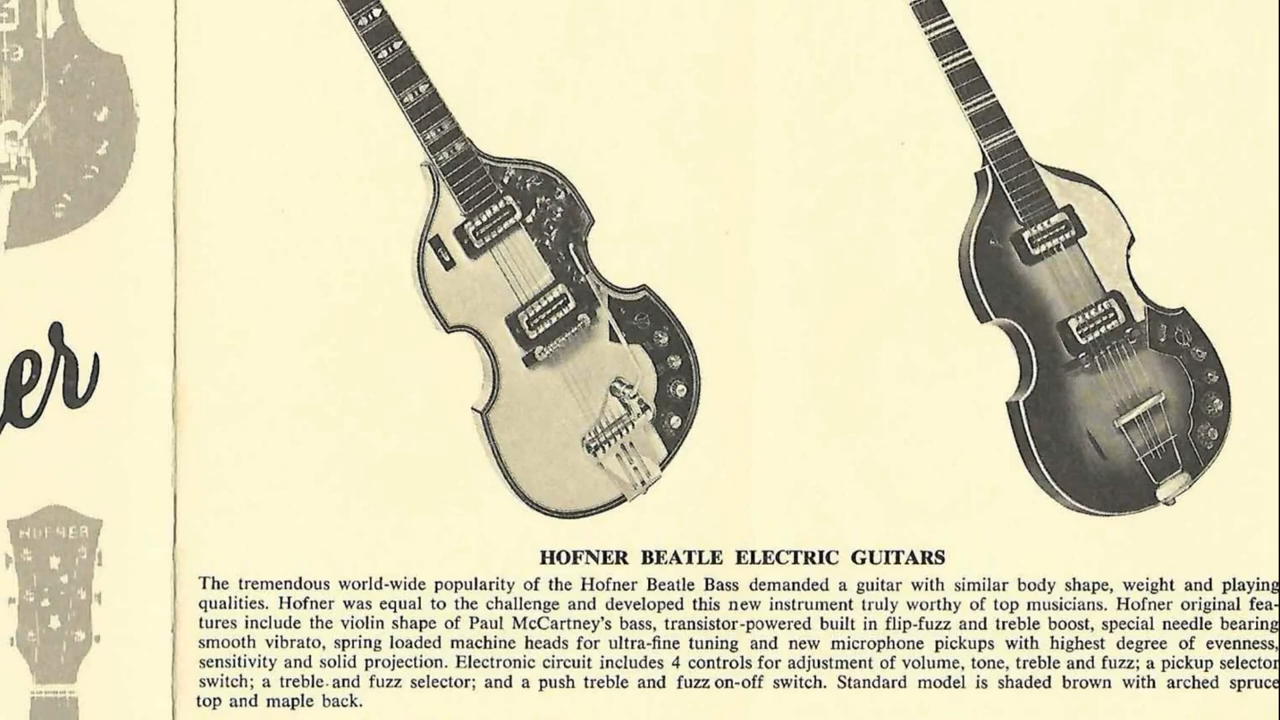 er
HOFNER
HOFNER BEATLE ELECTRIC GUITARS
The tremendous world-wide popularity of the Hofner Beatle Bass demanded a guitar with similar body shape, weight and playing
qualities. Hofner was equal to the challenge and developed this new instrument truly worthy of top musicians. Hofner original fea-
tures include the violin shape of Paul McCartney's bass, transistor-powered built in flip-fuzz and treble boost, special needle bearing
smooth vibrato, spring loaded machine heads for ultra-fine tuning and new microphone pickups with highest degree of evenness,
sensitivity and solid projection. Electronic circuit includes 4 controls for adjustment of volume, tone, treble and fuzz; a pickup selector
switch; a treble and fuzz selector; and a push treble and fuzz on-off switch. Standard model is shaded brown with arched spruce
top and maple back.